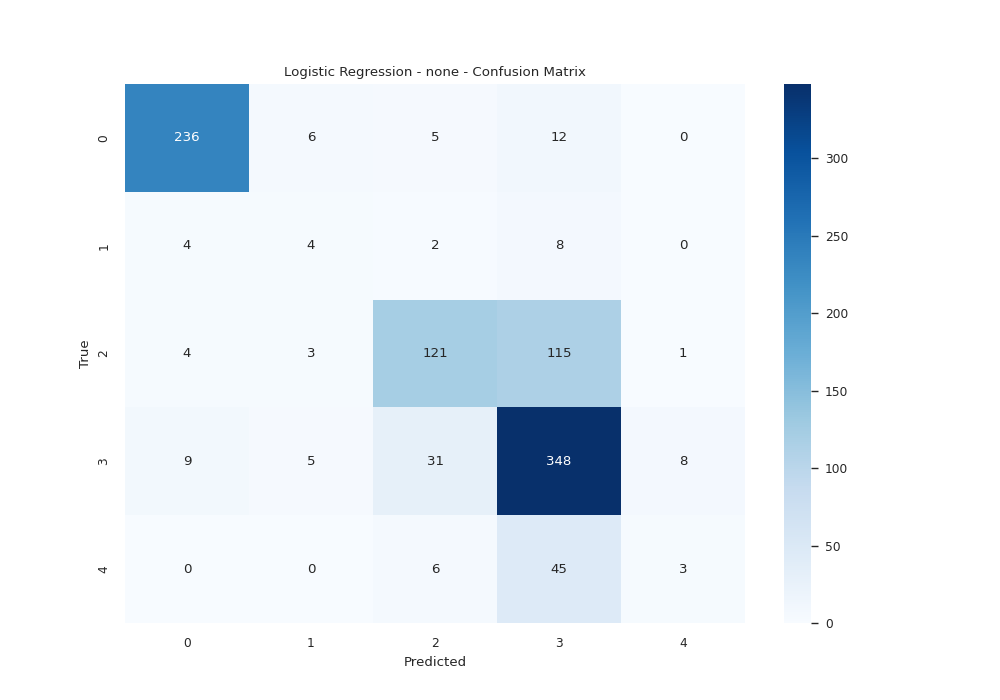 Logistic Regression - none - Confusion Matrix
0 236 6 5 12 0
1 4 4 2 8 0
2 4 3 121 115 1
3 9 5 31 348 8
4 0 0 6 45 3
0 1 2 3 4
Predicted
True
300
250
200
150
100
50
0